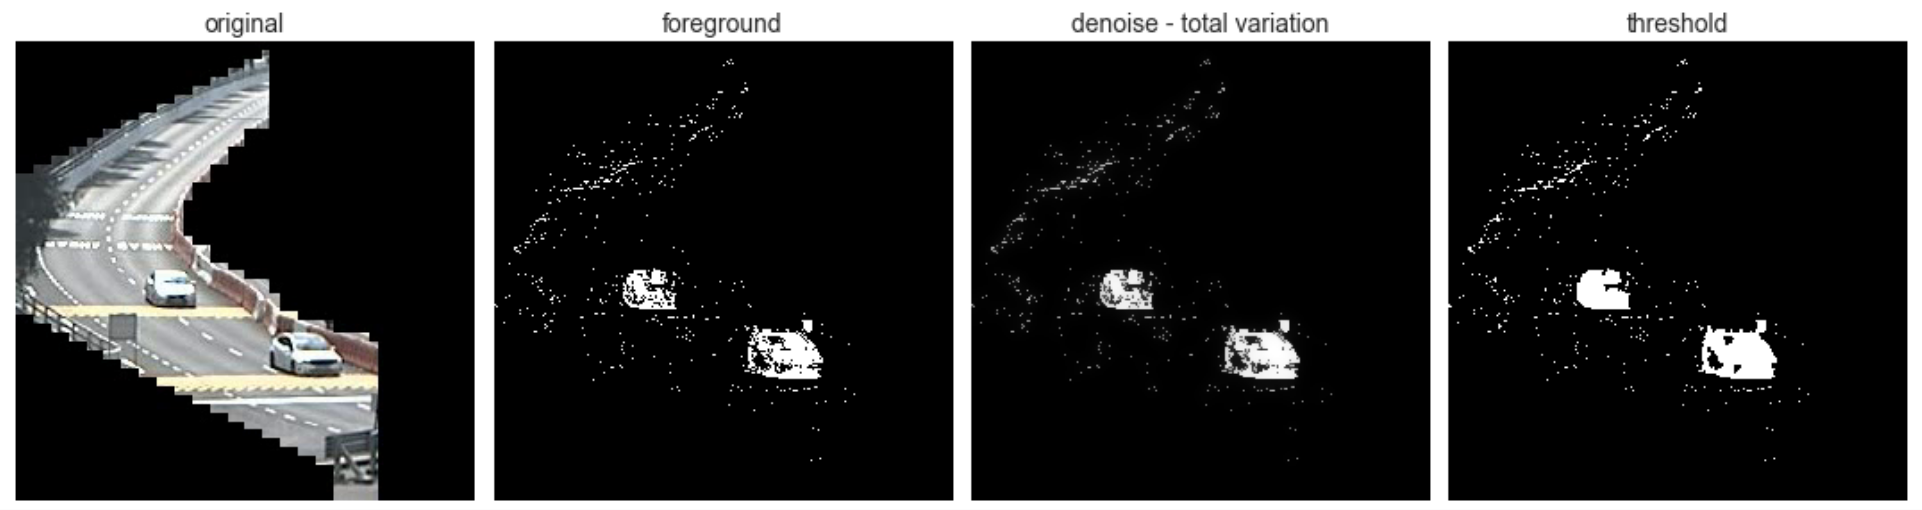 original
foreground
denoise - total variation
threshold